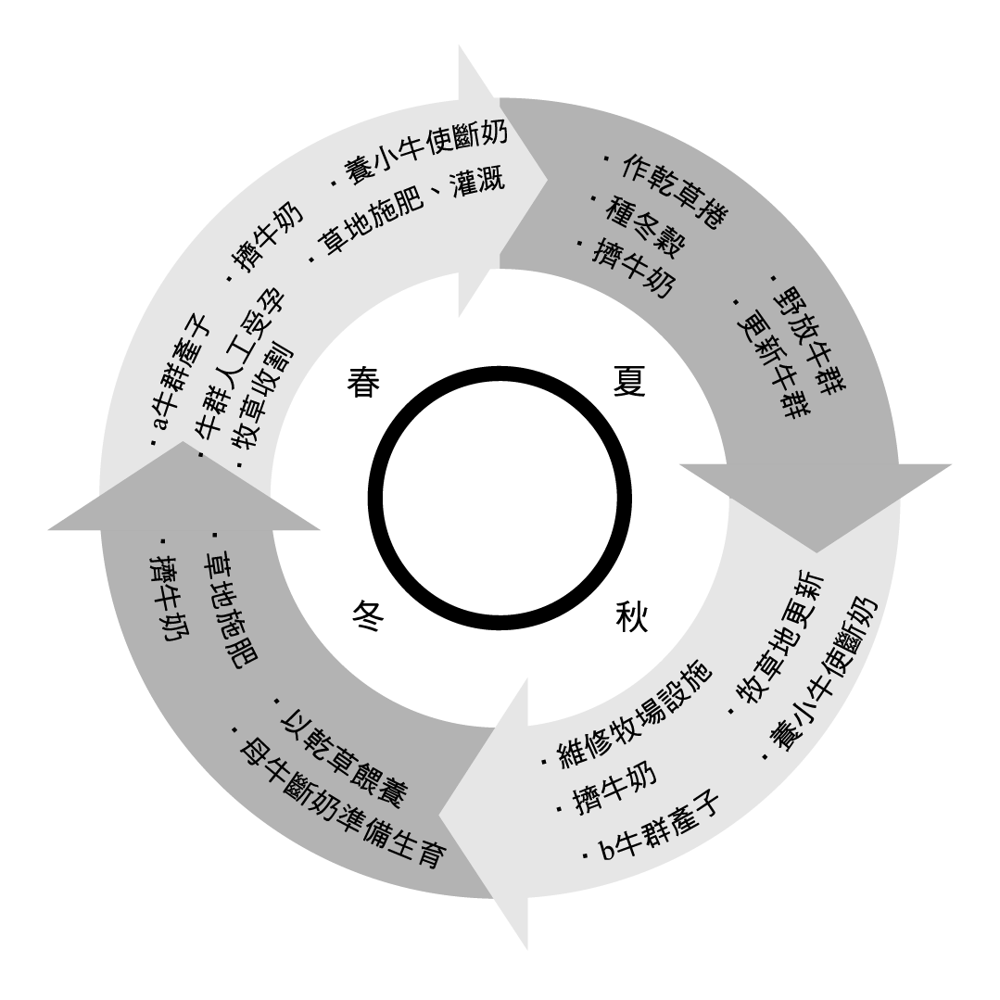 春
・a牛群產子
・牛群人工受孕
・牧草收割
・擠牛奶
・養小牛使斷奶
・草地施肥、灌溉
夏
・作乾草捲
・種冬穀
・擠牛奶
・野放牛群
・更新牛群
秋
・牧草地更新
・養小牛使斷奶
・維修牧場設施
・擠牛奶
・b牛群產子
冬
・以乾草餵養
・母牛斷奶準備生育
・草地施肥
・擠牛奶